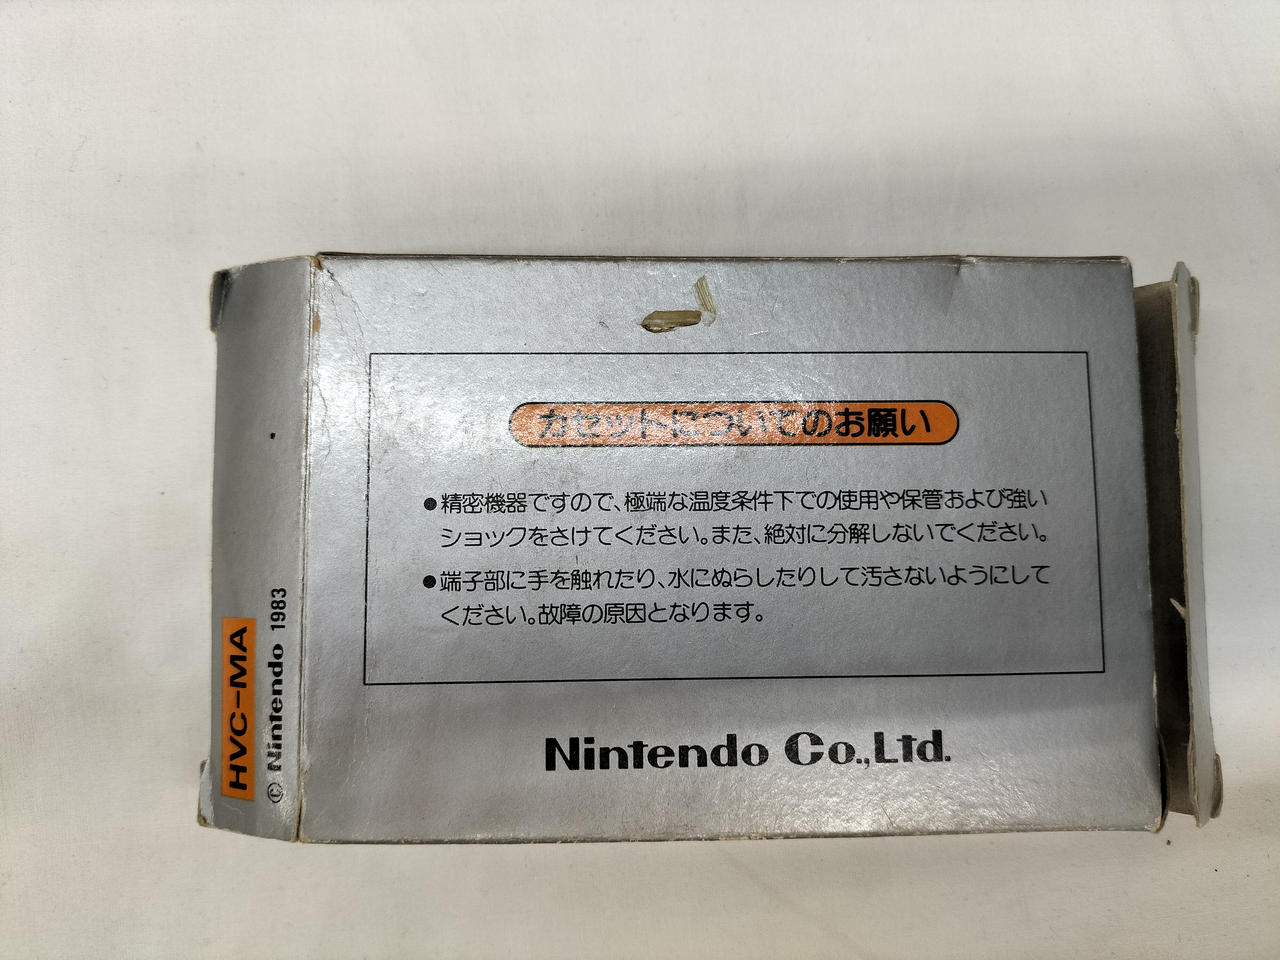 カセットについてのお願い
●精密機器ですので、極端な温度条件下での使用や保管および強い
ショックをさけてください。また、絶対に分解しないでください。
●端子部に手を触れたり、水にぬらしたりして汚さないようにして
ください。故障の原因となります。
Nintendo Co.,Ltd.
HVC-MA
© Nintendo 1983